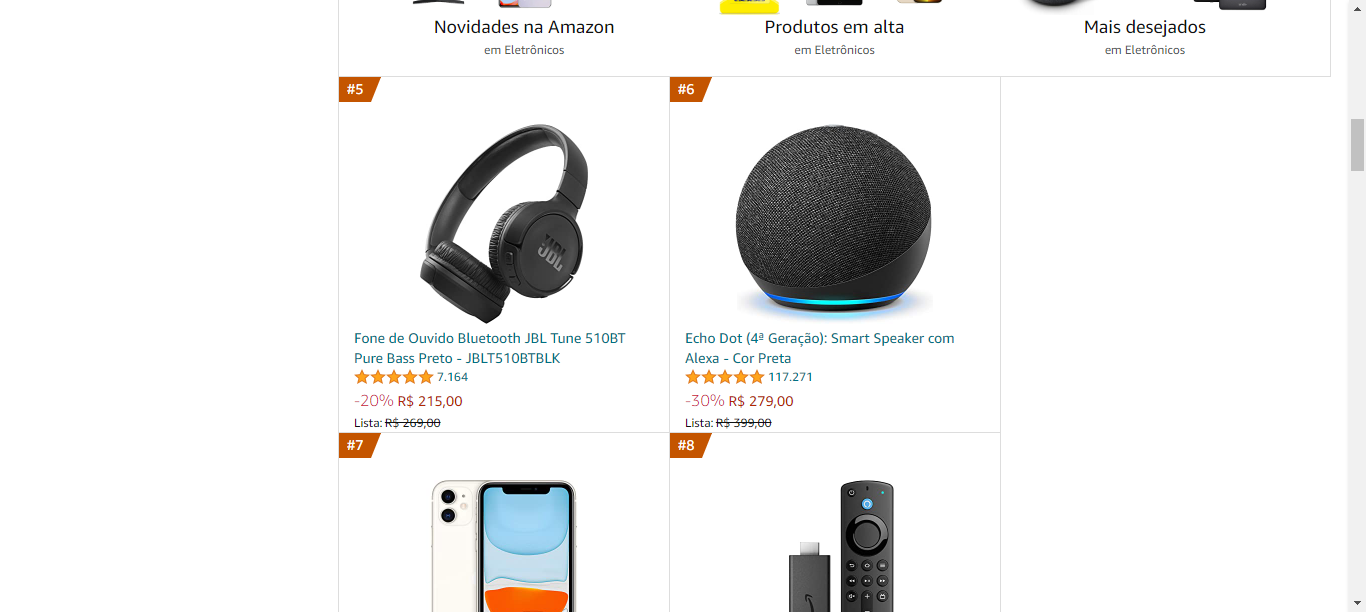 Novidades na Amazon
em Eletrônicos
Produtos em alta
em Eletrônicos
Mais desejados
em Eletrônicos
#5
JBL
Fone de Ouvido Bluetooth JBL Tune 510BT
Pure Bass Preto - JBLT510BTBLK
7.164
-20% R$ 215,00
Lista: R$ 269,00
#6
Echo Dot (4ª Geração): Smart Speaker com
Alexa - Cor Preta
117.271
-30% R$ 279,00
Lista: R$ 399,00
#7
#8